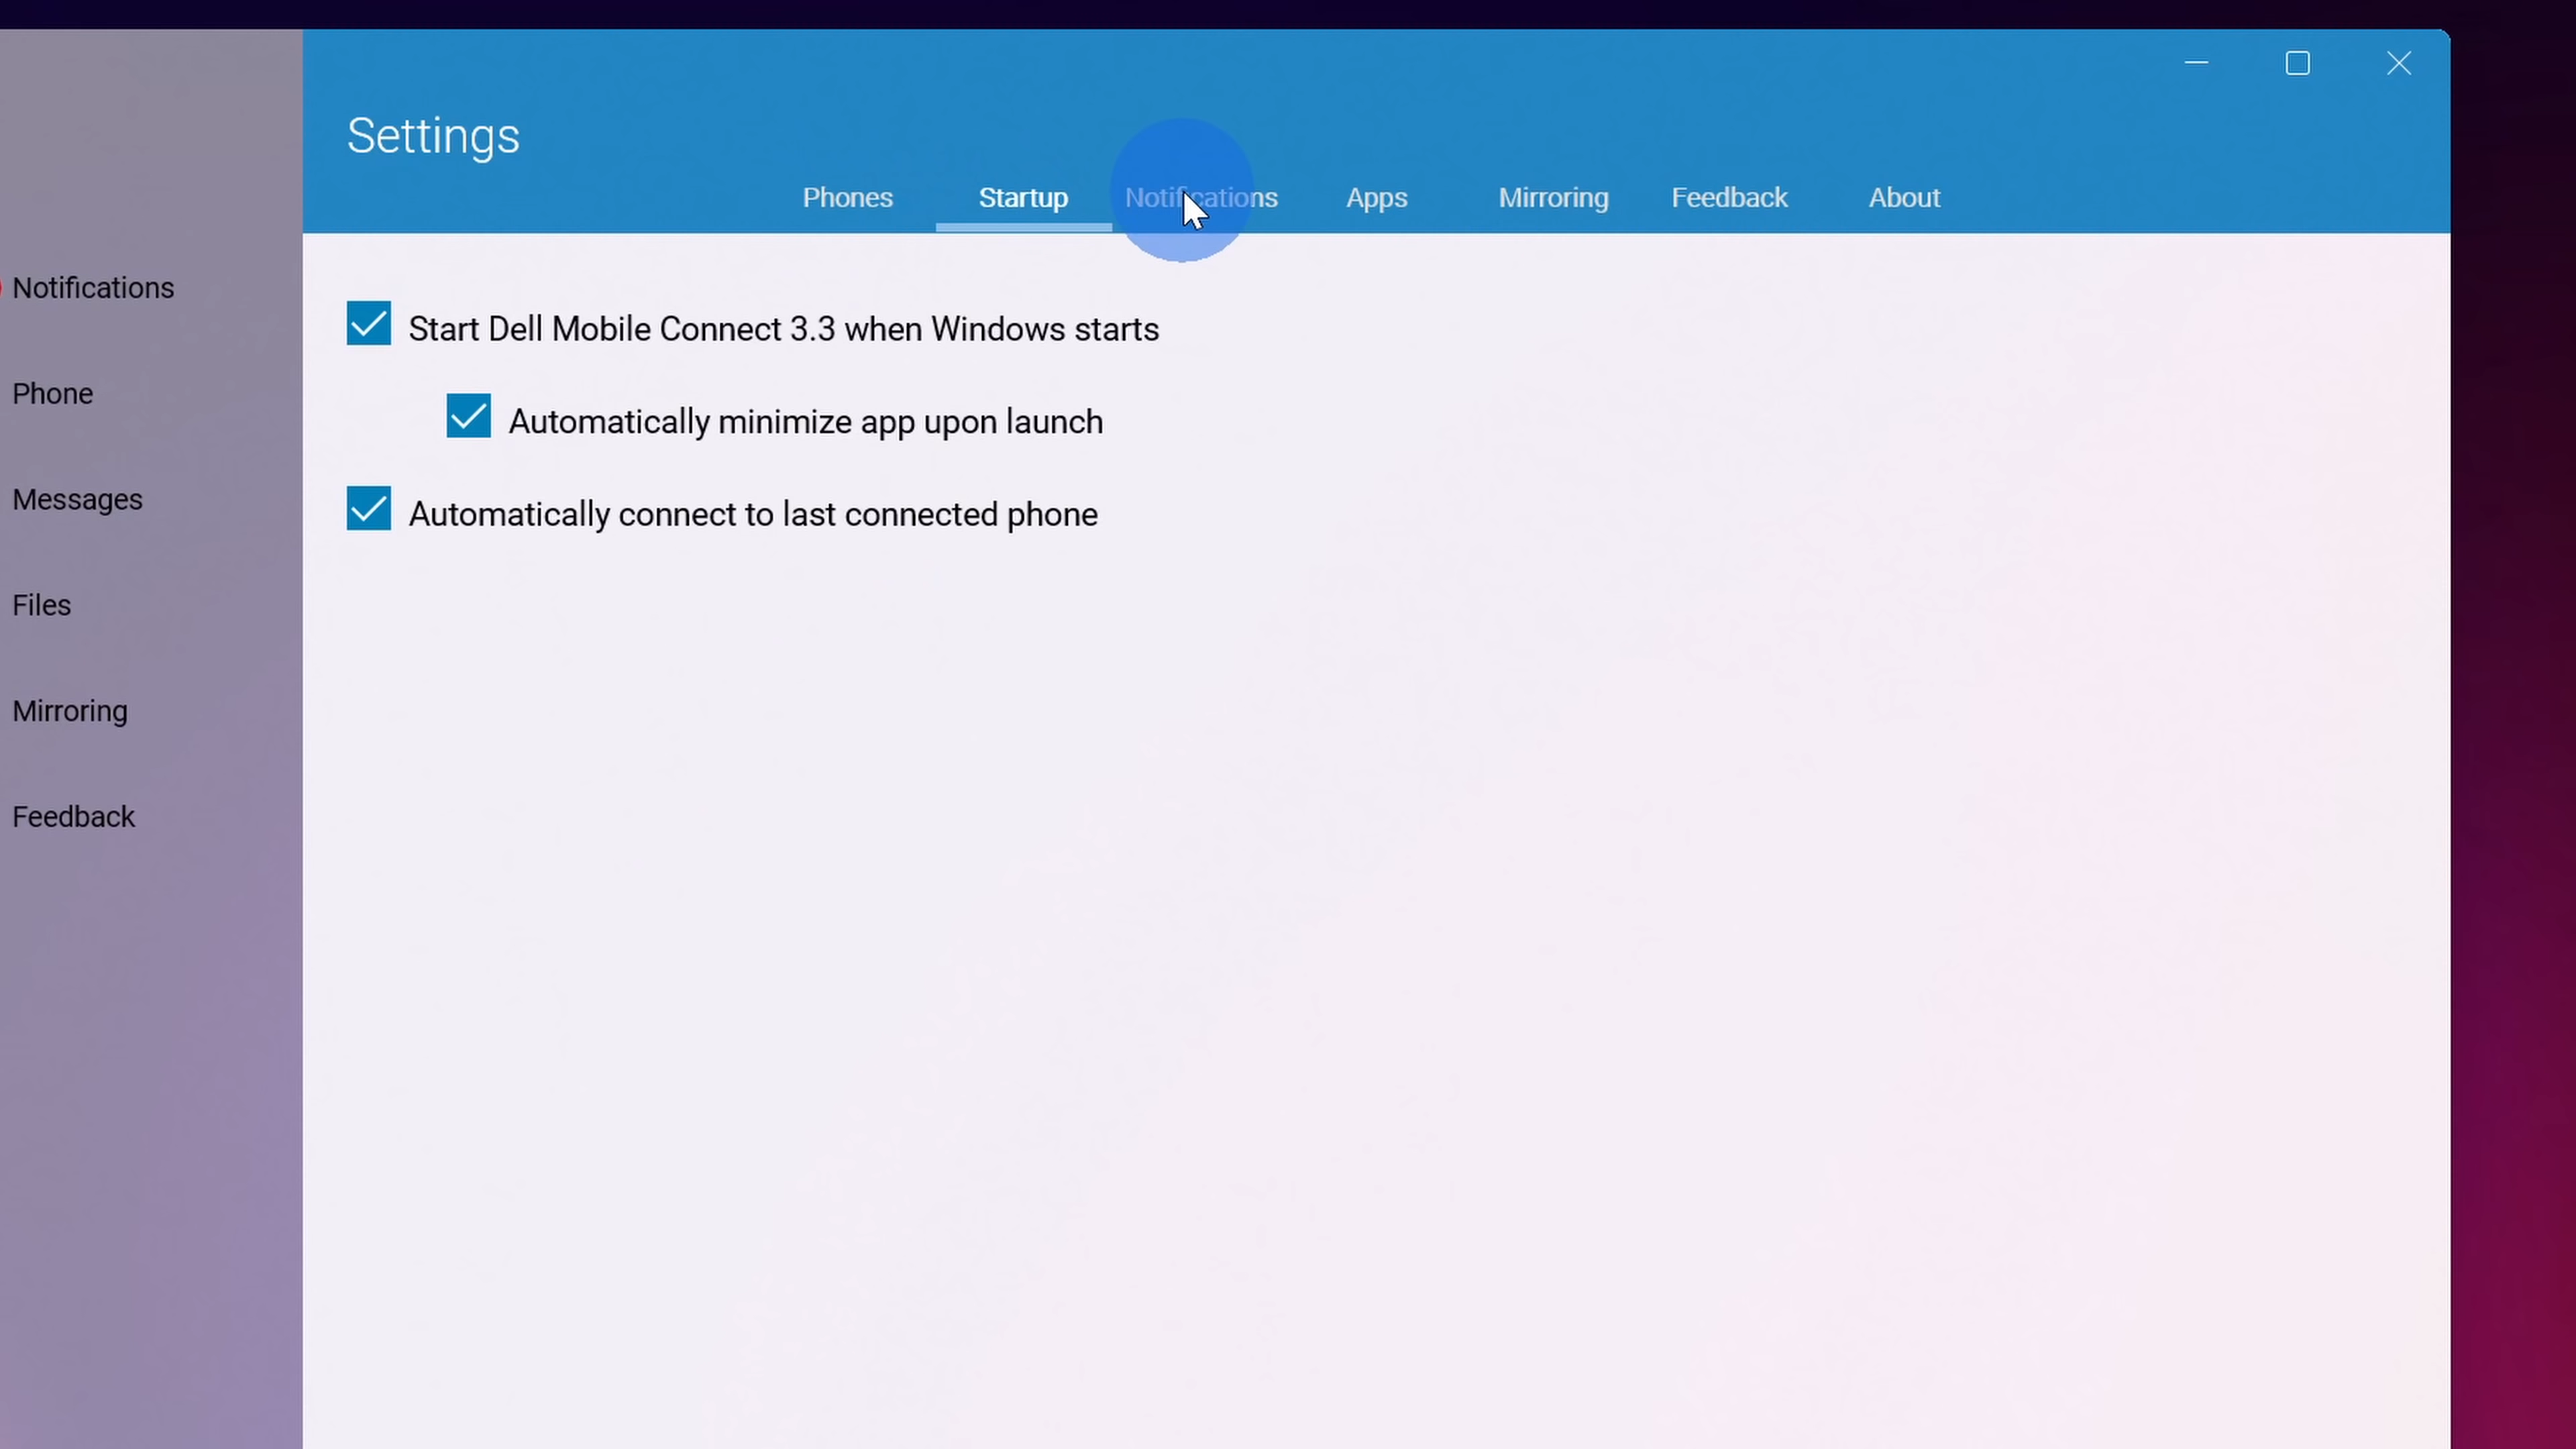 Settings
Phones Startup Notifications Apps Mirroring Feedback About
Notifications
Phone
Messages
Files
Mirroring
Feedback
Start Dell Mobile Connect 3.3 when Windows starts
Automatically minimize app upon launch
Automatically connect to last connected phone